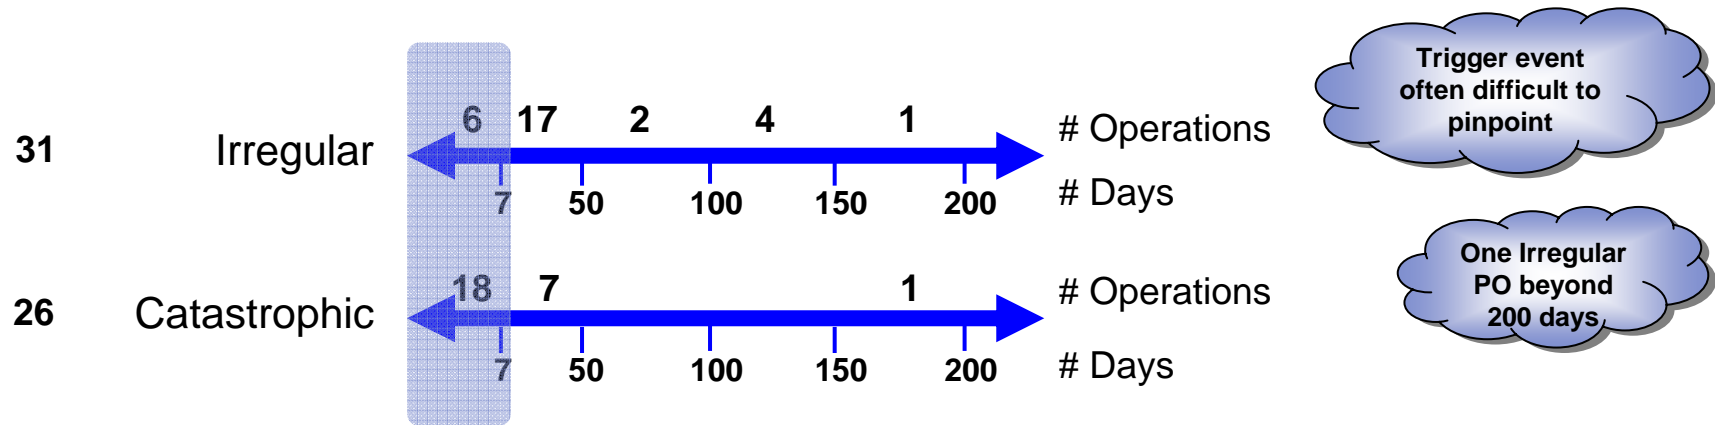 Trigger event
often difficult to
pinpoint
6 17 2 4 1
# Operations
31 Irregular
7 50 100 150 200
# Days
One Irregular
PO beyond
200 days
18 7 1
# Operations
26 Catastrophic
7 50 100 150 200
# Days